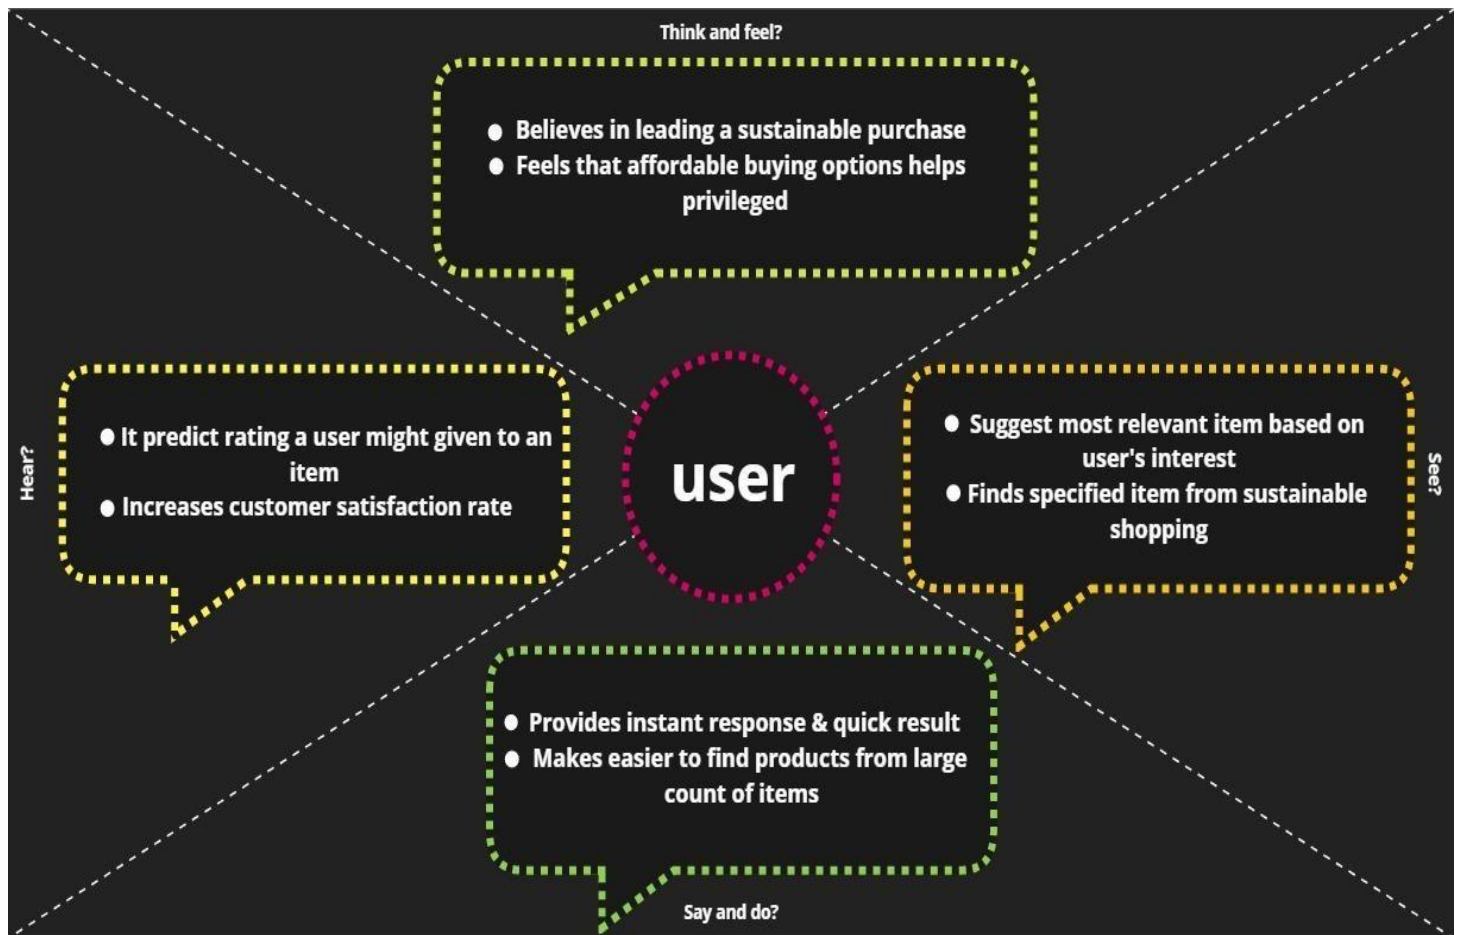 Think and feel?
● Believes in leading a sustainable purchase
● Feels that affordable buying options helps
privileged
Hear?
● It predict rating a user might given to an
item
● Increases customer satisfaction rate
user
● Suggest most relevant item based on
user's interest
● Finds specified item from sustainable
shopping
See?
● Provides instant response & quick result
● Makes easier to find products from large
count of items
Say and do?